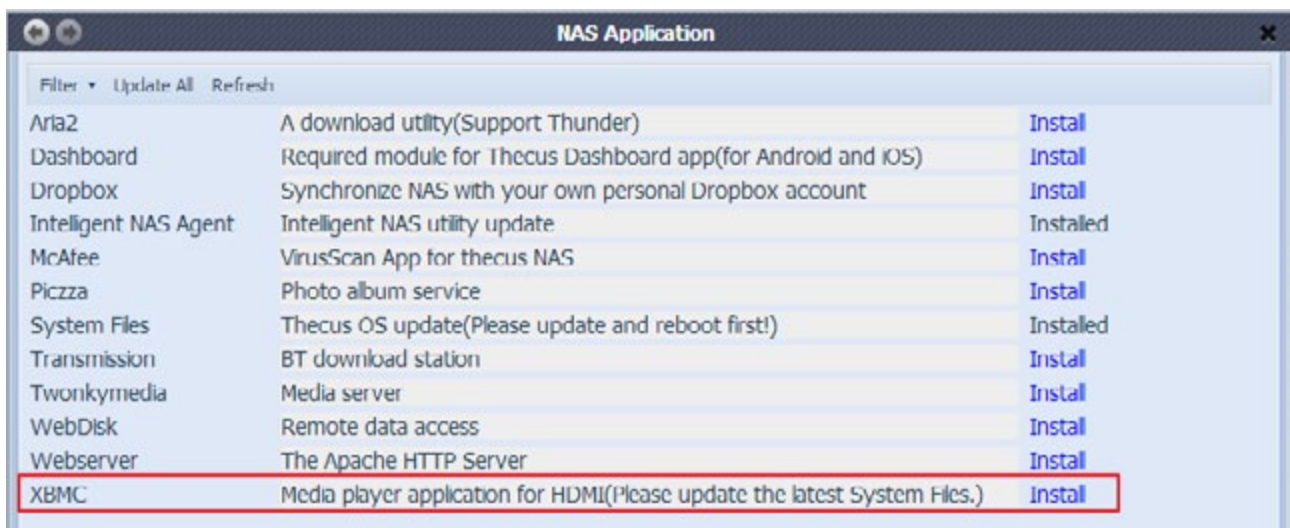 NAS Application
Filter Update All Refresh
Aria2 A download utility(Support Thunder) Install
Dashboard Required module for Thecus Dashboard app(for Android and iOS) Install
Dropbox Synchronize NAS with your own personal Dropbox account Install
Intelligent NAS Agent Intelligent NAS utility update Installed
McAfee VirusScan App for thecus NAS Install
Piczza Photo album service Install
System Files Thecus OS update(Please update and reboot first!) Installed
Transmission BT download station Install
Twonkymedia Media server Install
WebDisk Remote data access Install
Webserver The Apache HTTP Server Install
XBMC Media player application for HDMI(Please update the latest System Files.) Install